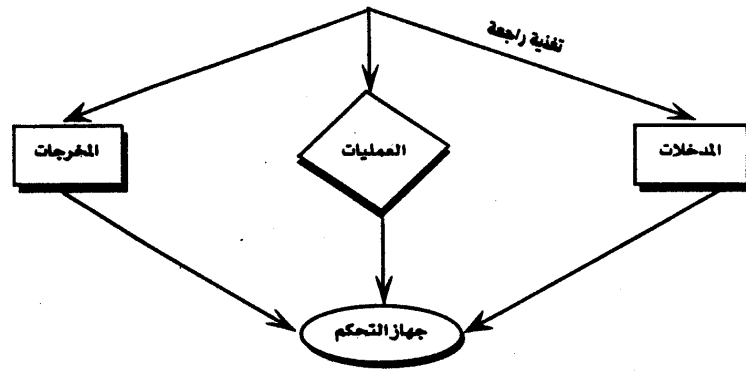 تغذية راجعة
المدخلات
العمليات
المخرجات
جهاز التحكم